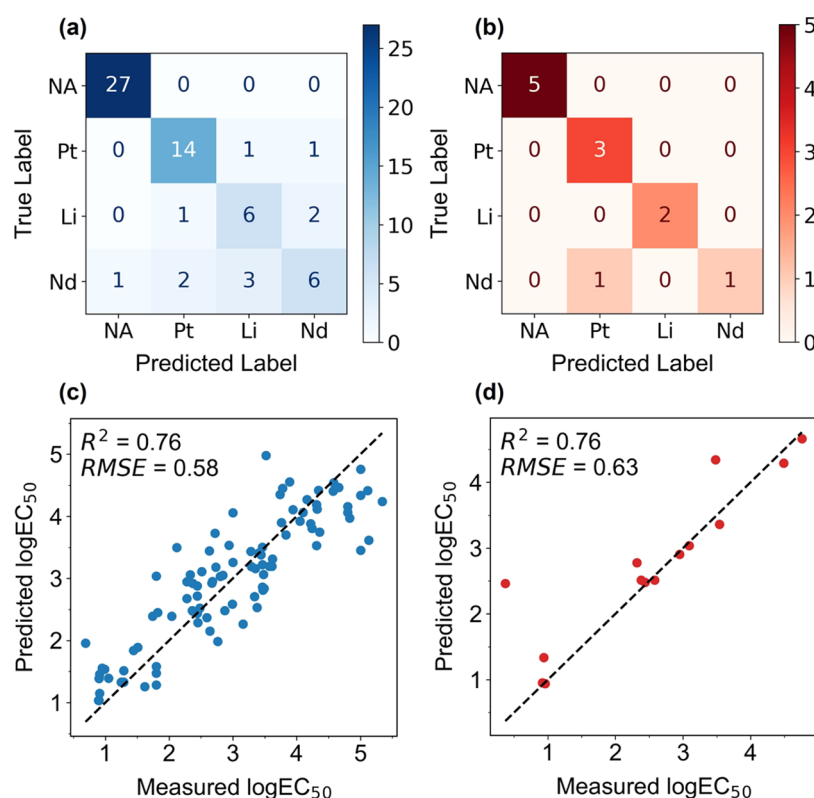 (a)
NA 27 0 0 0
Pt 0 14 1 1
Li 0 1 6 2
Nd 1 2 3 6
NA Pt Li Nd
True Label
Predicted Label
25
20
15
10
5
0
(b)
NA 5 0 0 0
Pt 0 3 0 0
Li 0 0 2 0
Nd 0 1 0 1
NA Pt Li Nd
True Label
Predicted Label
5
4
3
2
1
0
(c)
R² = 0.76
RMSE = 0.58
5
4
3
2
1
Predicted logEC₅₀
1 2 3 4 5
Measured logEC₅₀
(d)
R² = 0.76
RMSE = 0.63
4
3
2
1
Predicted logEC₅₀
1 2 3 4
Measured logEC₅₀